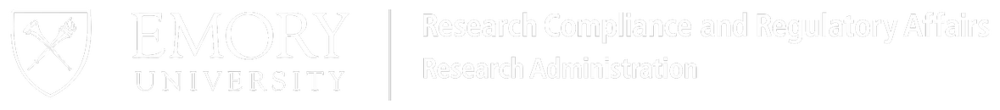 EMORY
UNIVERSITY
Research Compliance and Regulatory Affairs
Research Administration